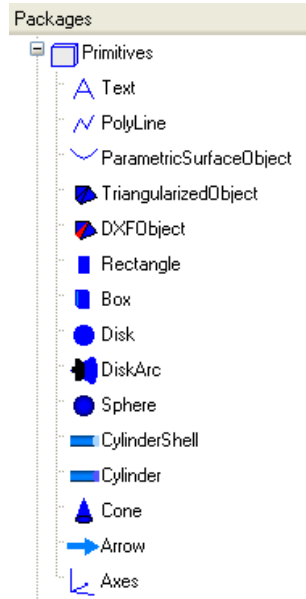 Packages
Primitives
Text
PolyLine
ParametricSurfaceObject
TriangularizedObject
DXFObject
Rectangle
Box
Disk
DiskArc
Sphere
CylinderShell
Cylinder
Cone
Arrow
Axes